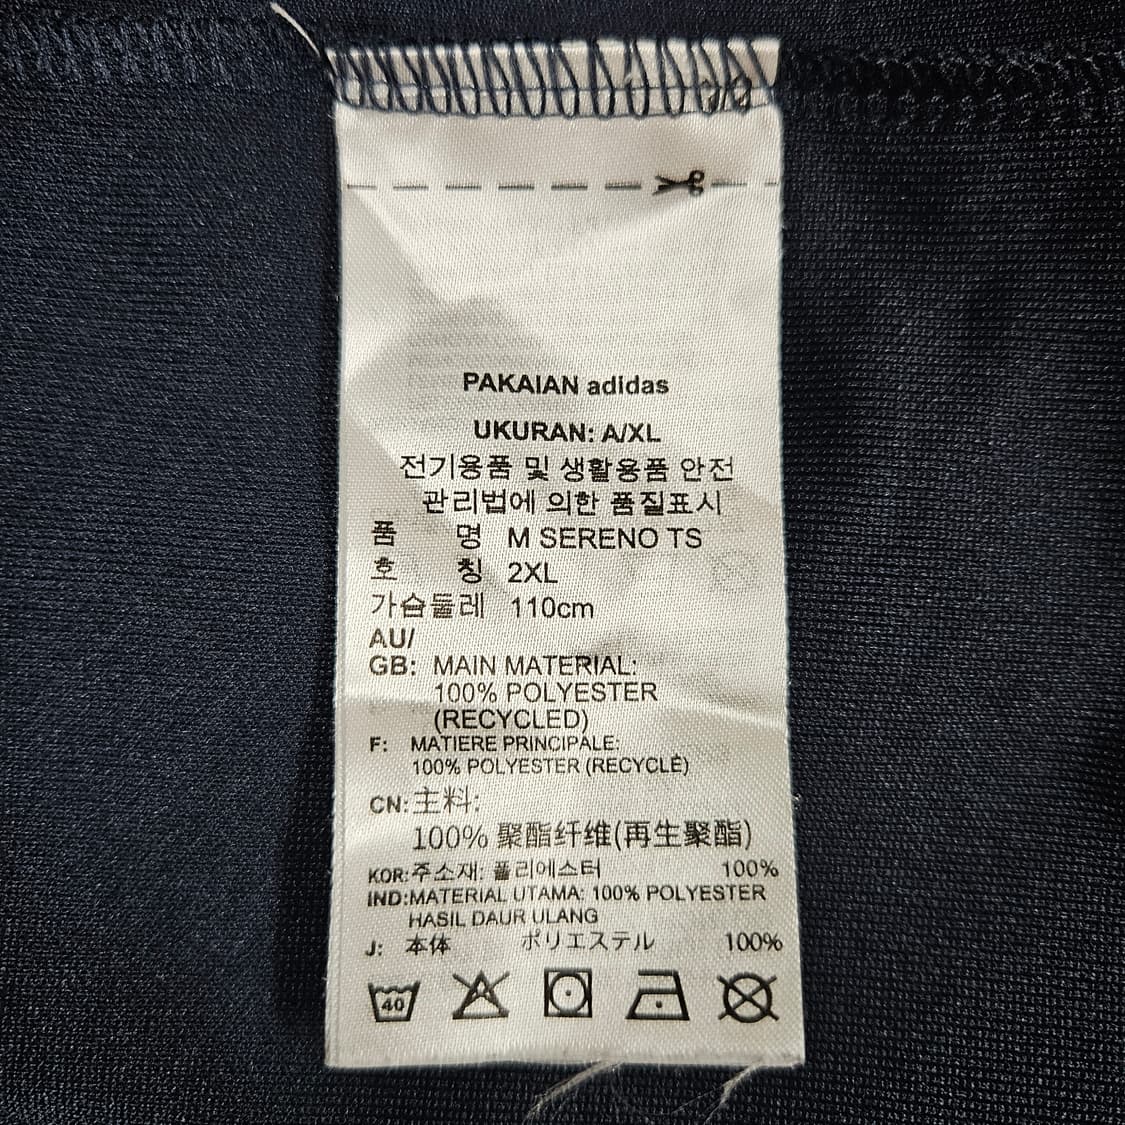 PAKAIAN adidas
UKURAN: A/XL
전기용품 및 생활용품 안전
관리법에 의한 품질표시
품 명 M SERENO TS
호 칭 2XL
가슴둘레 110cm
AU/
GB: MAIN MATERIAL:
100% POLYESTER
(RECYCLED)
F: MATIERE PRINCIPALE:
100% POLYESTER (RECYCLÉ)
CN: 主料:
100% 聚酯纤维(再生聚酯)
KOR: 주소재: 폴리에스터 100%
IND: MATERIAL UTAMA: 100% POLYESTER
HASIL DAUR ULANG
J: 本体 ポリエステル 100%
40